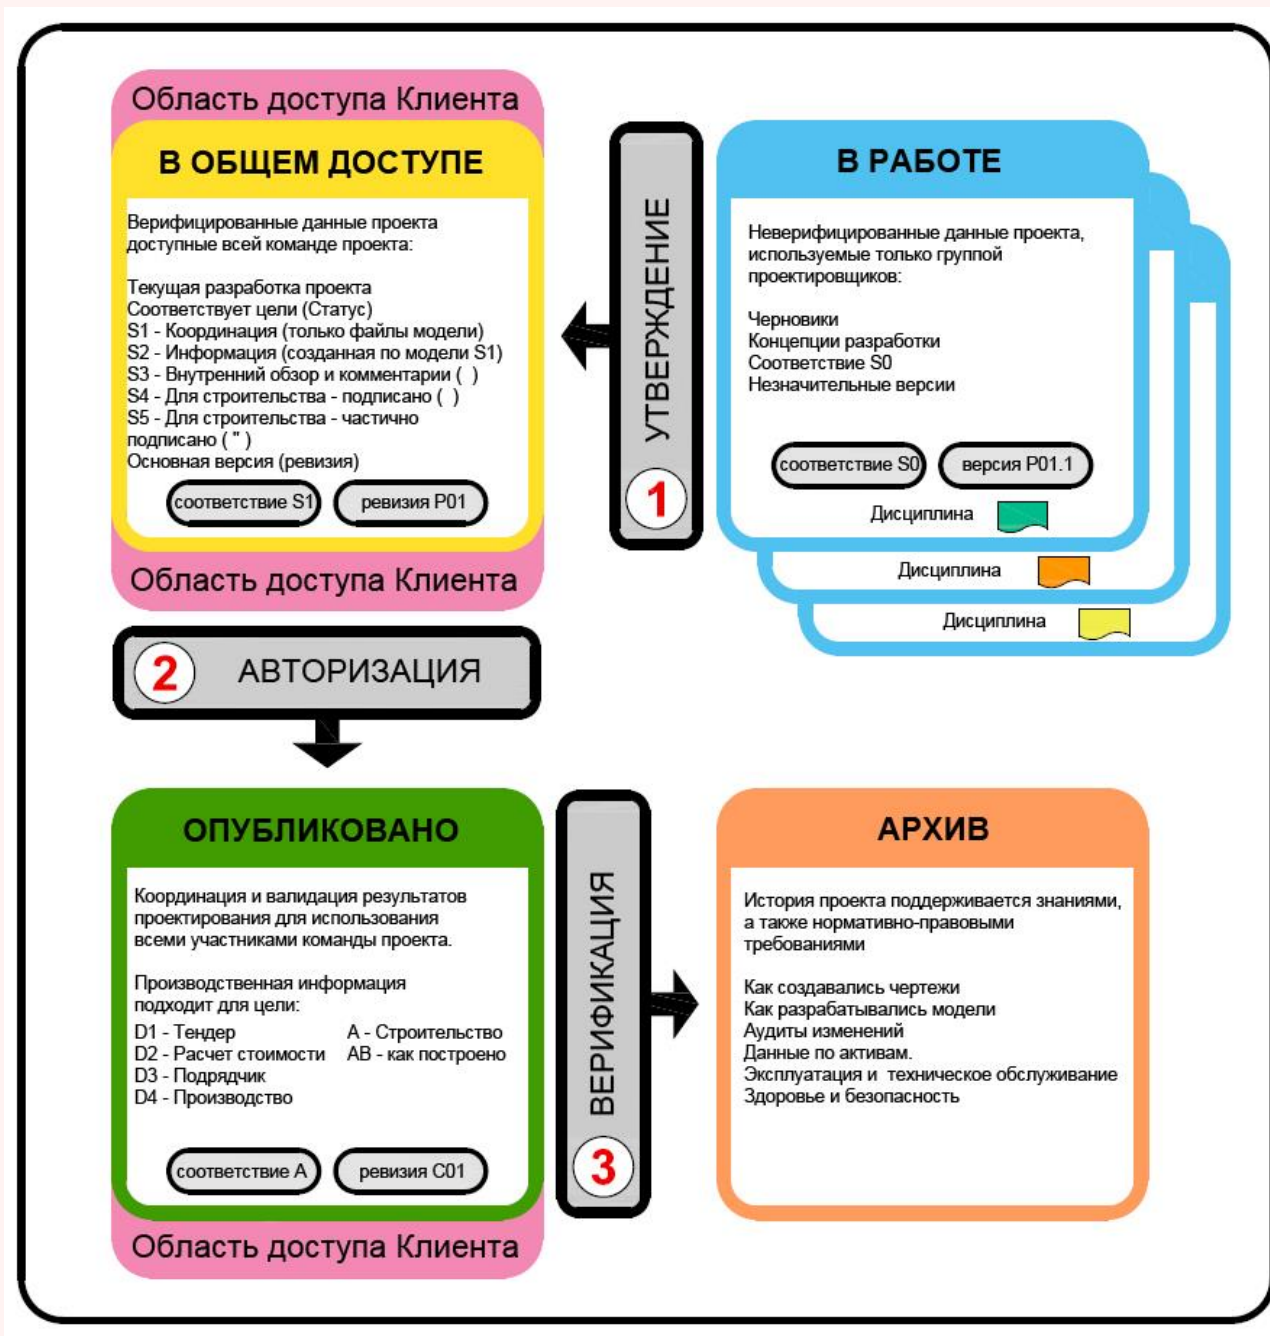 Область доступа Клиента
В ОБЩЕМ ДОСТУПЕ
Верифицированные данные проекта
доступные всей команде проекта:
Текущая разработка проекта
Соответствует цели (Статус)
S1 - Координация (только файлы модели)
S2 - Информация (созданная по модели S1)
S3 - Внутренний обзор и комментарии ( )
S4 - Для строительства - подписано ( )
S5 - Для строительства - частично
подписано ( " )
Основная версия (ревизия)
соответствие S1
ревизия P01
Область доступа Клиента
УТВЕРЖДЕНИЕ
1
В РАБОТЕ
Неверифицированные данные проекта,
используемые только группой
проектировщиков:
Черновики
Концепции разработки
Соответствие S0
Незначительные версии
соответствие S0
версия P01.1
Дисциплина
Дисциплина
Дисциплина
2
АВТОРИЗАЦИЯ
ОПУБЛИКОВАНО
Координация и валидация результатов
проектирования для использования
всеми участниками команды проекта.
Производственная информация
подходит для цели:
D1 - Тендер
D2 - Расчет стоимости
D3 - Подрядчик
D4 - Производство
A - Строительство
AB - как построено
соответствие A
ревизия C01
Область доступа Клиента
ВЕРИФИКАЦИЯ
3
АРХИВ
История проекта поддерживается знаниями,
а также нормативно-правовыми
требованиями
Как создавались чертежи
Как разрабатывались модели
Аудиты изменений
Данные по активам.
Эксплуатация и техническое обслуживание
Здоровье и безопасность